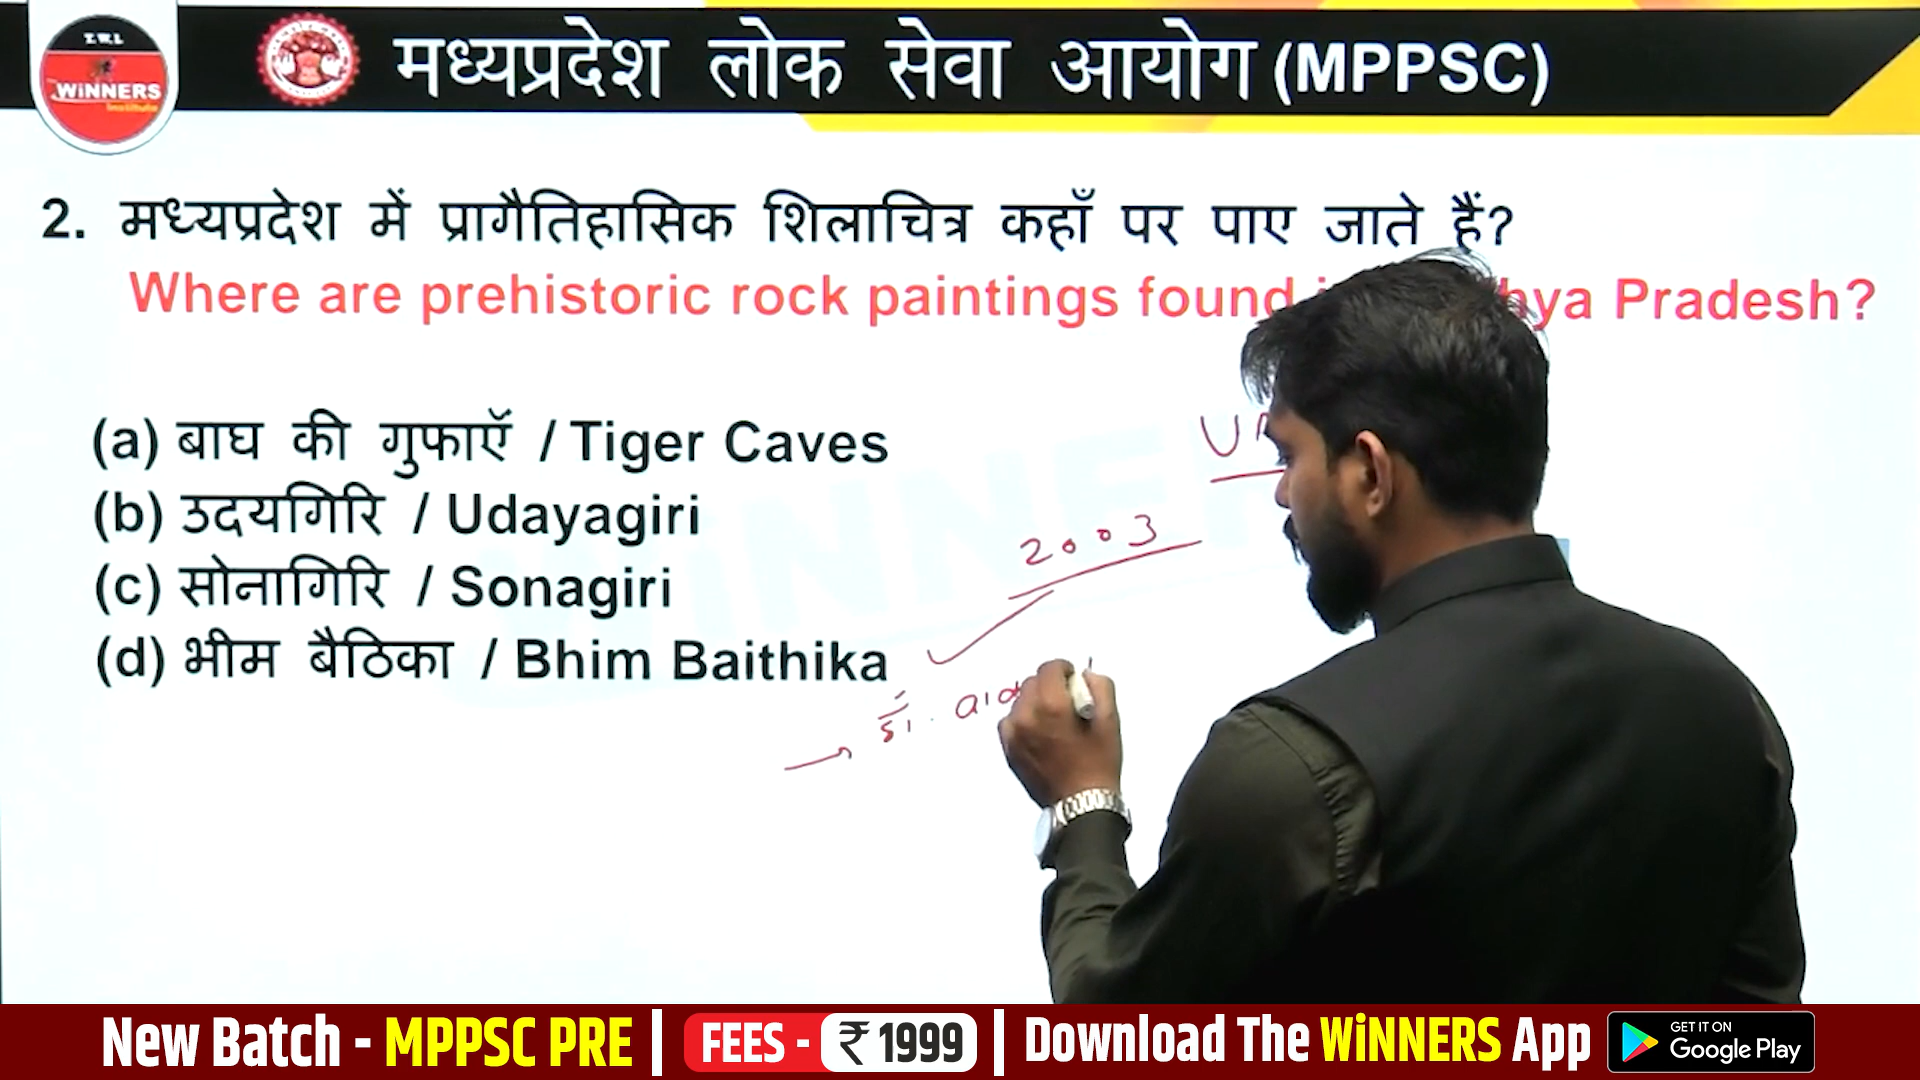 T.W.I.
The WiNNERS Institute
मध्यप्रदेश लोक सेवा आयोग (MPPSC)
2. मध्यप्रदेश में प्रागैतिहासिक शिलाचित्र कहाँ पर पाए जाते हैं?
Where are prehistoric rock paintings found Pradesh?
(a) बाघ की गुफाएॅ / Tiger Caves
(b) उदयगिरि / Udayagiri
(c) सोनागिरि / Sonagiri
(d) भीम बैठिका / Bhim Baithika
2003
डॉ.
New Batch - MPPSC PRE | FEES - ₹ 1999 | Download The WiNNERS App
GET IT ON
Google Play